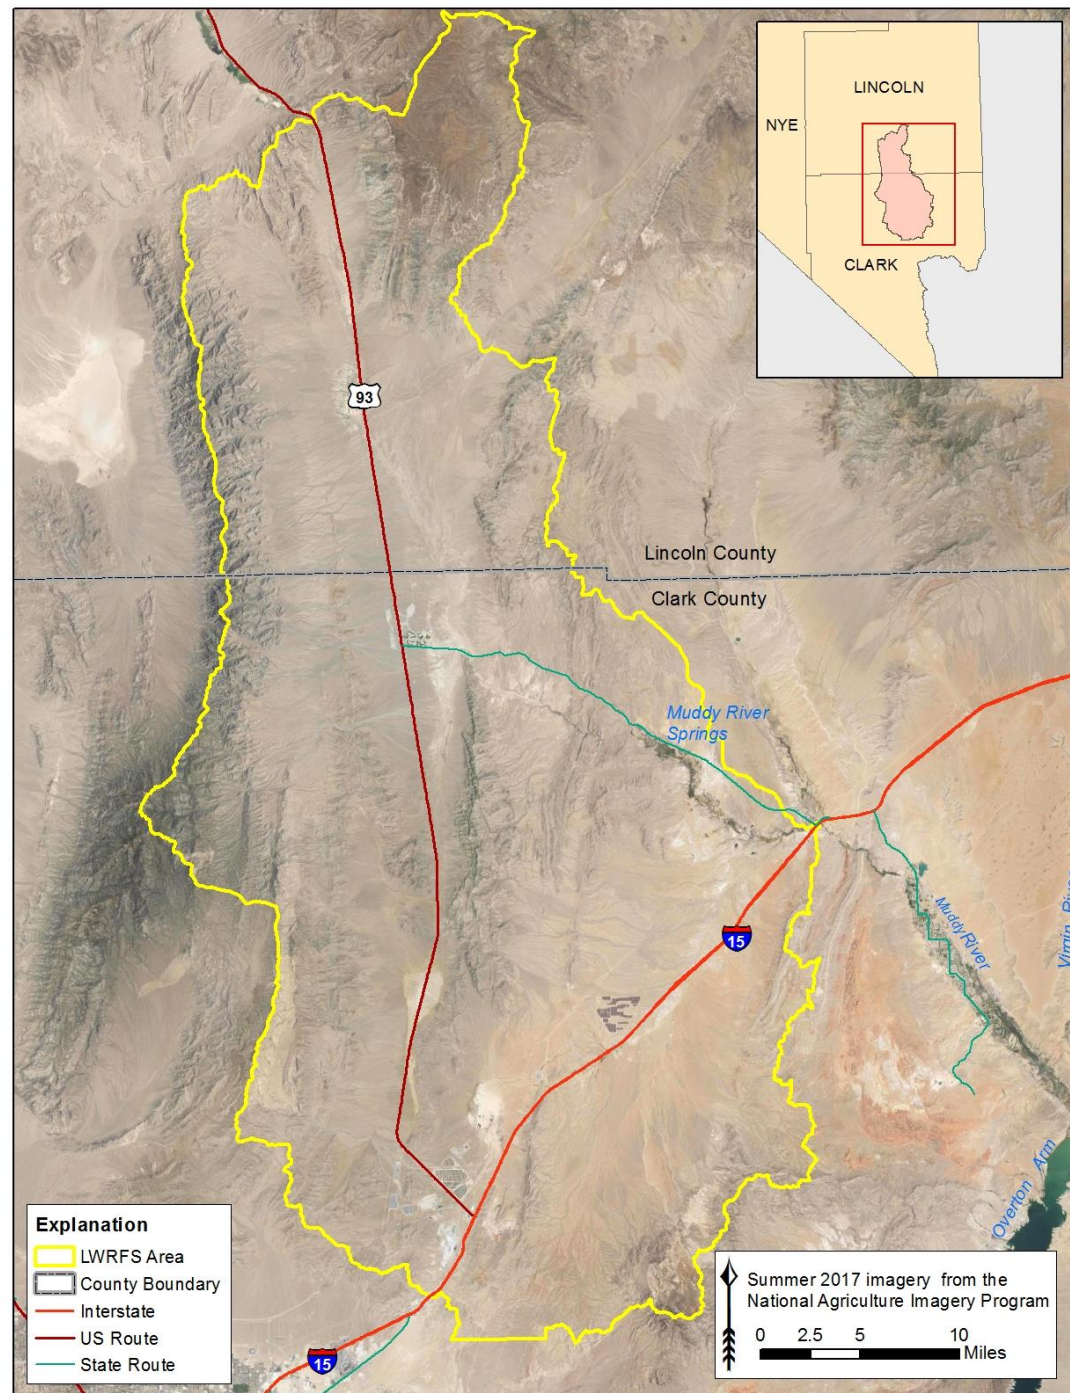 LINCOLN
NYE
CLARK
93
Lincoln County
Clark County
Muddy River
Springs
15
Muddy River
Virgin River
Overton Arm
15
Explanation
LWRFS Area
County Boundary
Interstate
US Route
State Route
Summer 2017 imagery from the
National Agriculture Imagery Program
0 2.5 5 10
Miles